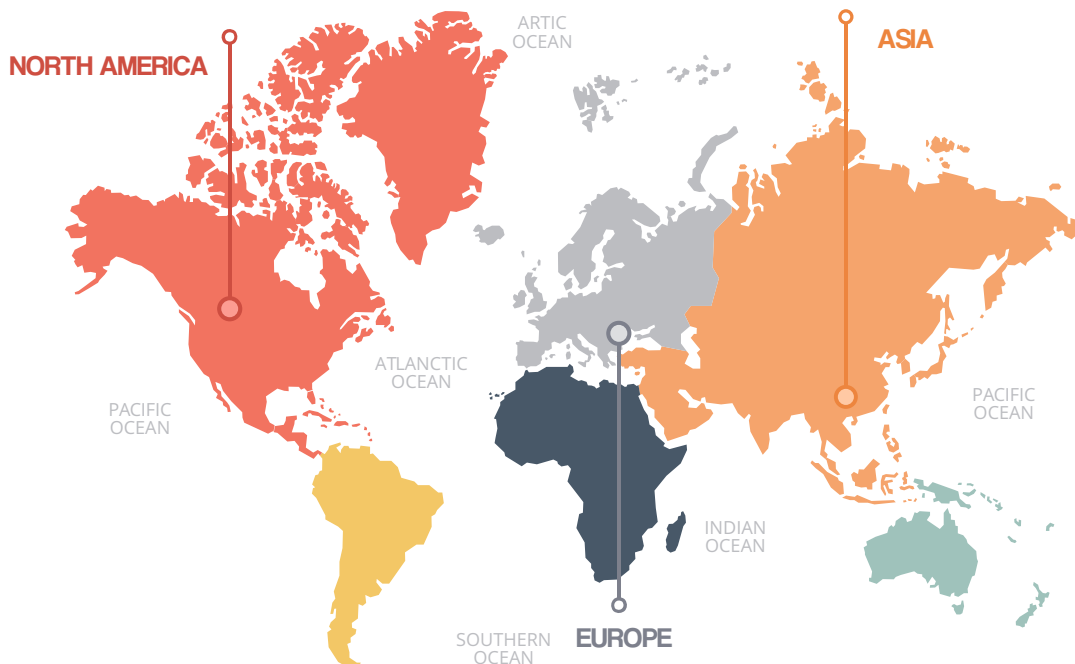 ARTIC
OCEAN
ASIA
NORTH AMERICA
ATLANCTIC
OCEAN
PACIFIC
OCEAN
PACIFIC
OCEAN
INDIAN
OCEAN
EUROPE
SOUTHERN
OCEAN